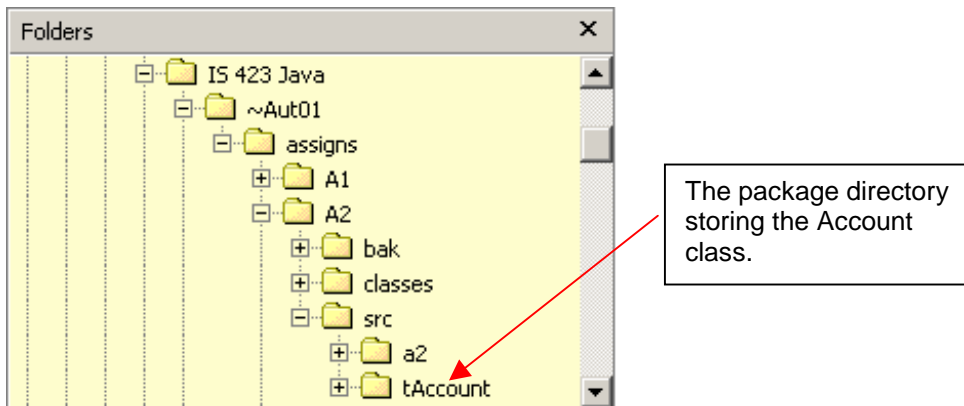 Folders
IS 423 Java
~Aut01
assigns
A1
A2
bak
classes
src
a2
tAccount
The package directory
storing the Account
class.